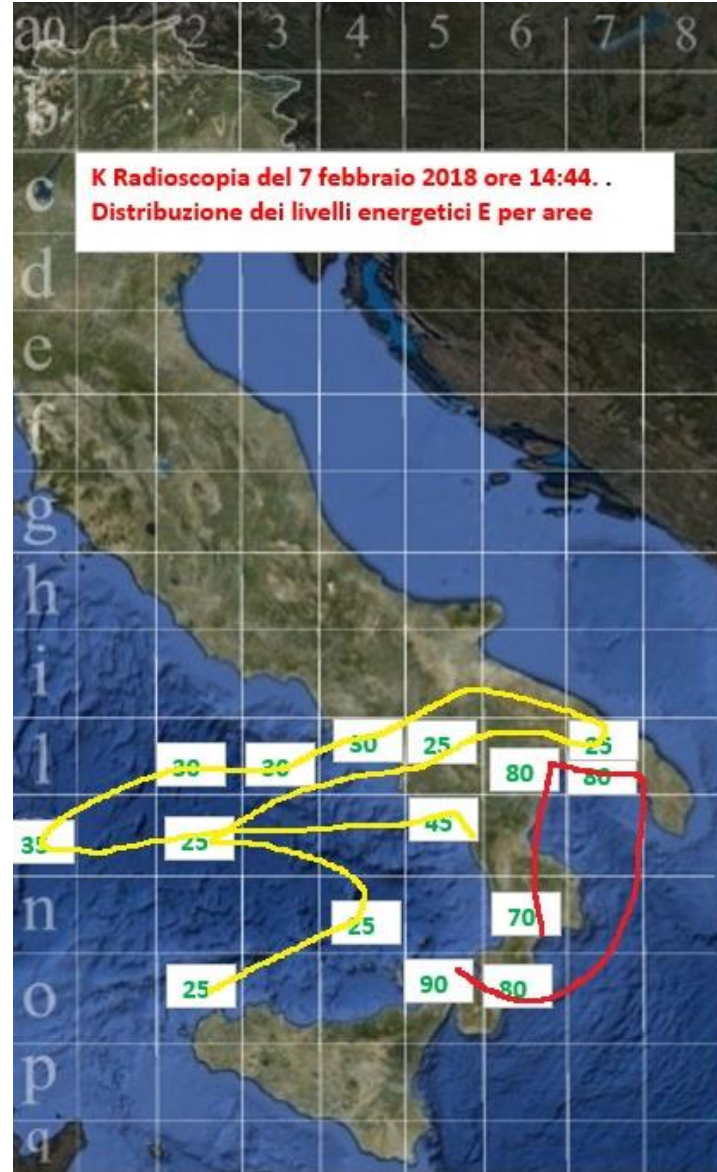 a0 1 2 3 4 5 6 7 8
b
K Radioscopia del 7 febbraio 2018 ore 14:44. .
c
Distribuzione dei livelli energetici E per aree
d
e
f
g
h
i
30 30 30 25 25
l
80 80
35 25 45
n
25 70
25 90 80
o
p
q